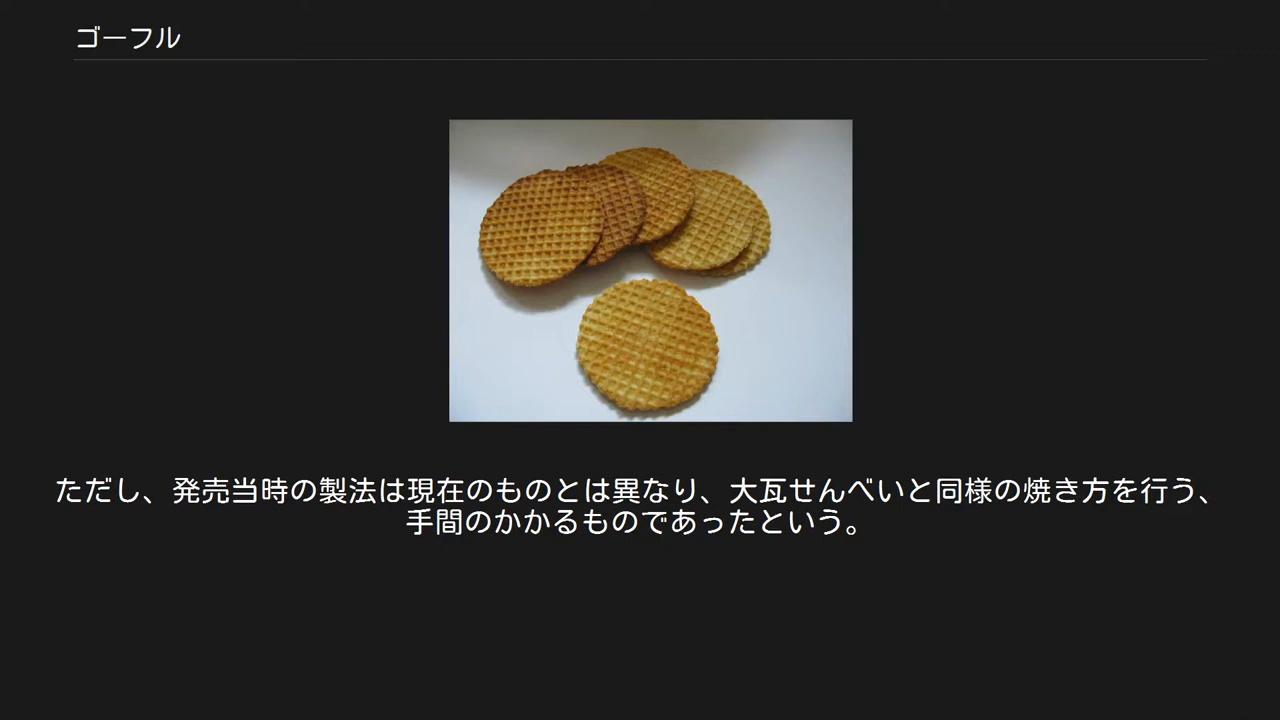 ゴーフル
ただし、発売当時の製法は現在のものとは異なり、大瓦せんべいと同様の焼き方を行う、
手間のかかるものであったという。